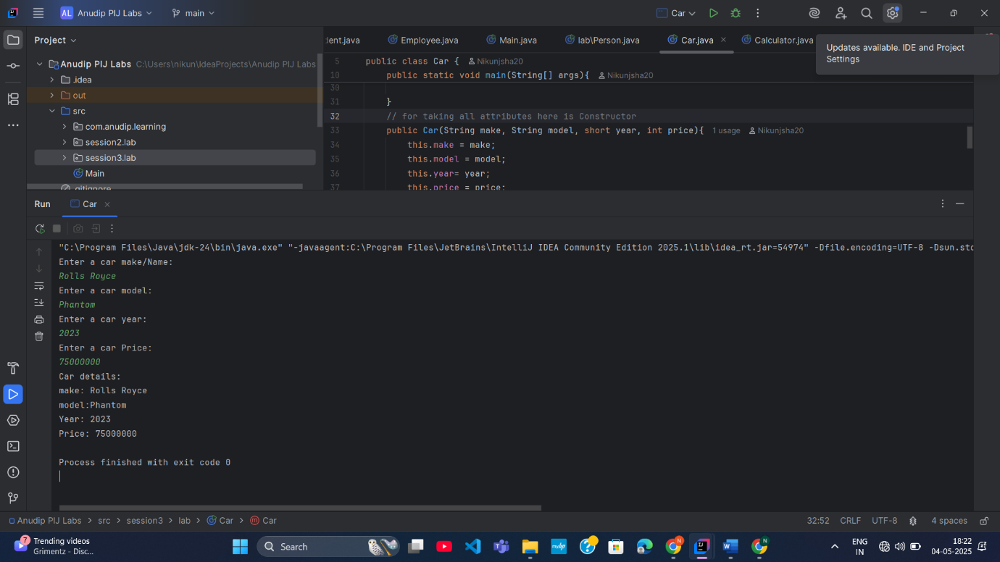 AL Anudip PIJ Labs main Car
Project
dent.java Employee.java Main.java lab\Person.java Car.java Calculator.java
Updates available. IDE and Project
Settings
Anudip PIJ Labs C:\Users\nikun\IdeaProjects\Anudip PIJ Labs
.idea
out
src
com.anudip.learning
session2.lab
session3.lab
Main
.gitignore
5 public class Car { Nikunjsha20
10 public static void main(String[] args){ Nikunjsha20
30
31 }
32 // for taking all attributes here is Constructor
33 public Car(String make, String model, short year, int price){ 1 usage Nikunjsha20
34 this.make = make;
35 this.model = model;
36 this.year= year;
37 this.price = price;
Run Car
"C:\Program Files\Java\jdk-24\bin\java.exe" "-javaagent:C:\Program Files\JetBrains\IntelliJ IDEA Community Edition 2025.1\lib\idea_rt.jar=54974" -Dfile.encoding=UTF-8 -Dsun.stc
Enter a car make/Name:
Rolls Royce
Enter a car model:
Phantom
Enter a car year:
2023
Enter a car Price:
75000000
Car details:
make: Rolls Royce
model:Phantom
Year: 2023
Price: 75000000
Process finished with exit code 0
Anudip PIJ Labs > src > session3 > lab > Car > m Car 32:52 CRLF UTF-8 4 spaces
7 Trending videos
Grimentz - Disc...
Search
ENG
IN
18:22
04-05-2025